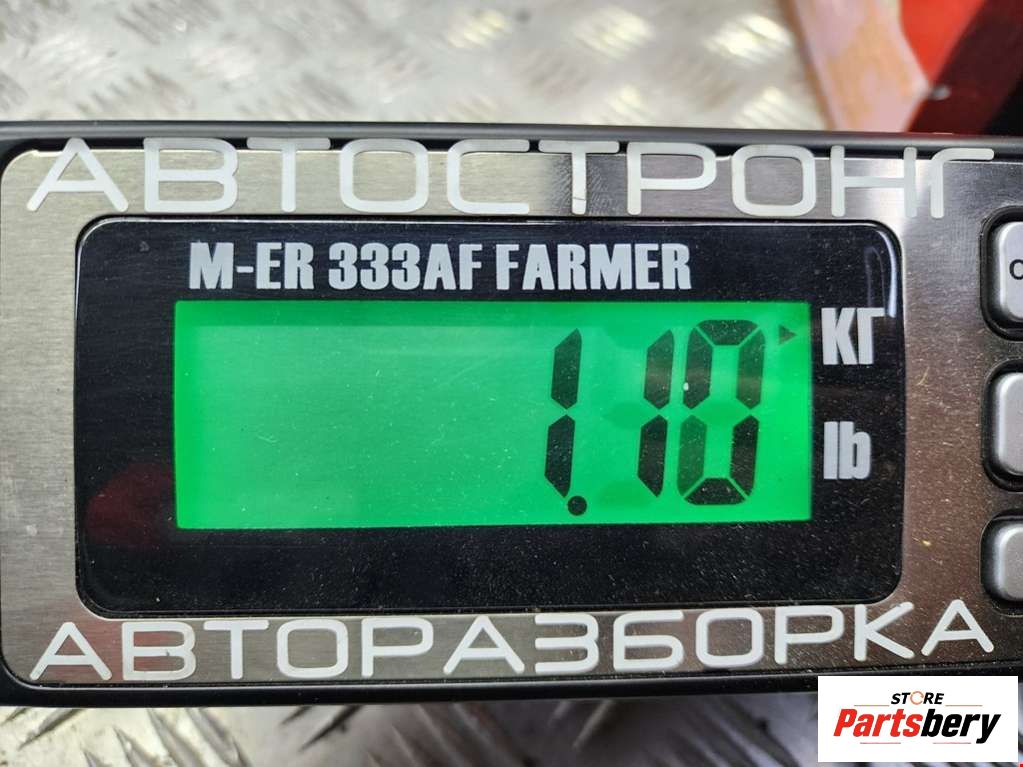 АВТОСТРОНГ
M-ER 333AF FARMER
1.10
КГ
lb
АВТОРАЗБОРКА
STORE
Partsbery